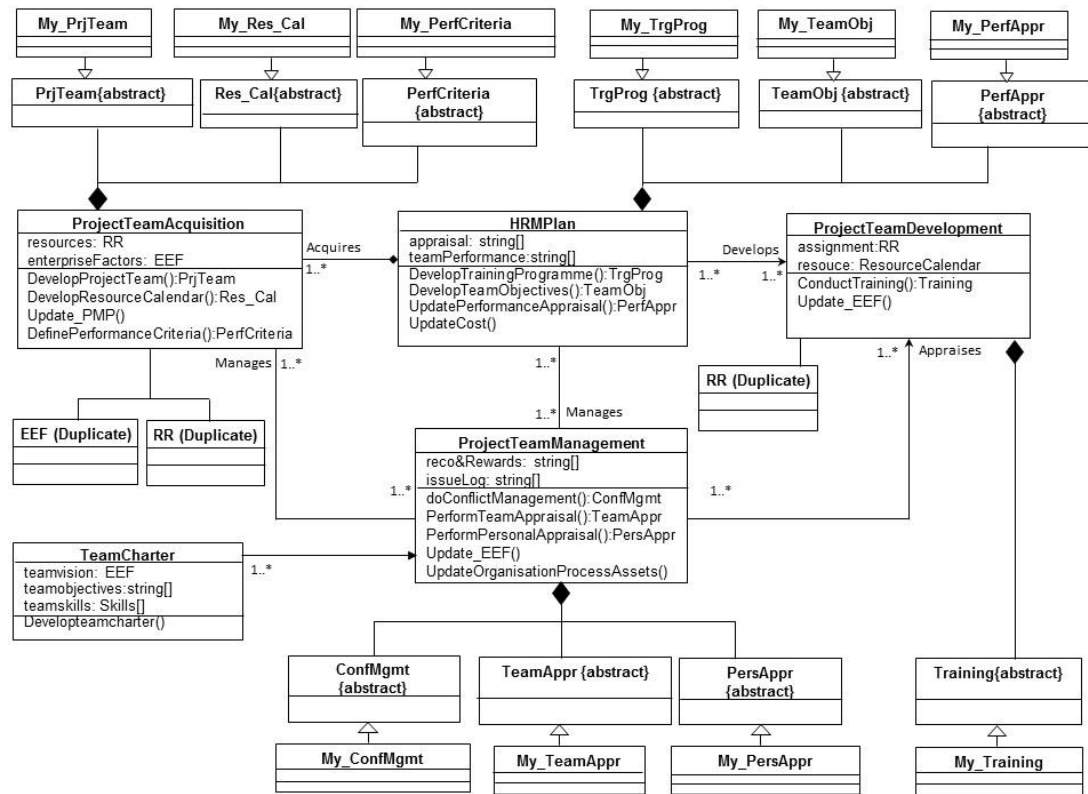 My_PrjTeam
My_Res_Cal
My_PerfCriteria
My_TrgProg
My_TeamObj
My_PerfAppr
PrjTeam{abstract}
Res_Cal{abstract}
PerfCriteria
{abstract}
TrgProg {abstract}
TeamObj {abstract}
PerfAppr
{abstract}
ProjectTeamAcquisition
resources: RR
enterpriseFactors: EEF
DevelopProjectTeam():PrjTeam
DevelopResourceCalendar():Res_Cal
Update_PMP()
DefinePerformanceCriteria():PerfCriteria
Acquires
1..*
HRMPlan
appraisal: string[]
teamPerformance:string[]
DevelopTrainingProgramme():TrgProg
DevelopTeamObjectives():TeamObj
UpdatePerformanceAppraisal():PerfAppr
UpdateCost()
Develops
1..*
1..*
ProjectTeamDevelopment
assignment:RR
resouce: ResourceCalendar
ConductTraining():Training
Update_EEF()
Manages
1..*
1..*
1..*
Appraises
EEF (Duplicate)
RR (Duplicate)
RR (Duplicate)
1..*
Manages
ProjectTeamManagement
reco&Rewards: string[]
issueLog: string[]
doConflictManagement():ConfMgmt
PerformTeamAppraisal():TeamAppr
PerformPersonalAppraisal():PersAppr
Update_EEF()
UpdateOrganisationProcessAssets()
1..*
1..*
TeamCharter
teamvision: EEF
teamobjectives:string[]
teamskills: Skills[]
Developteamcharter()
1..*
ConfMgmt
{abstract}
TeamAppr {abstract}
PersAppr
{abstract}
Training{abstract}
My_ConfMgmt
My_TeamAppr
My_PersAppr
My_Training